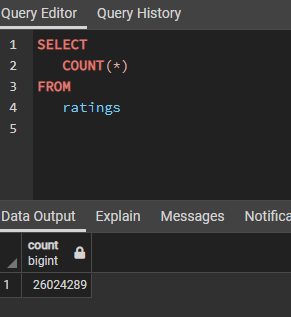 Query Editor Query History
1 SELECT
2 COUNT(*)
3 FROM
4 ratings
5
Data Output Explain Messages Notifica
count
bigint
1 26024289